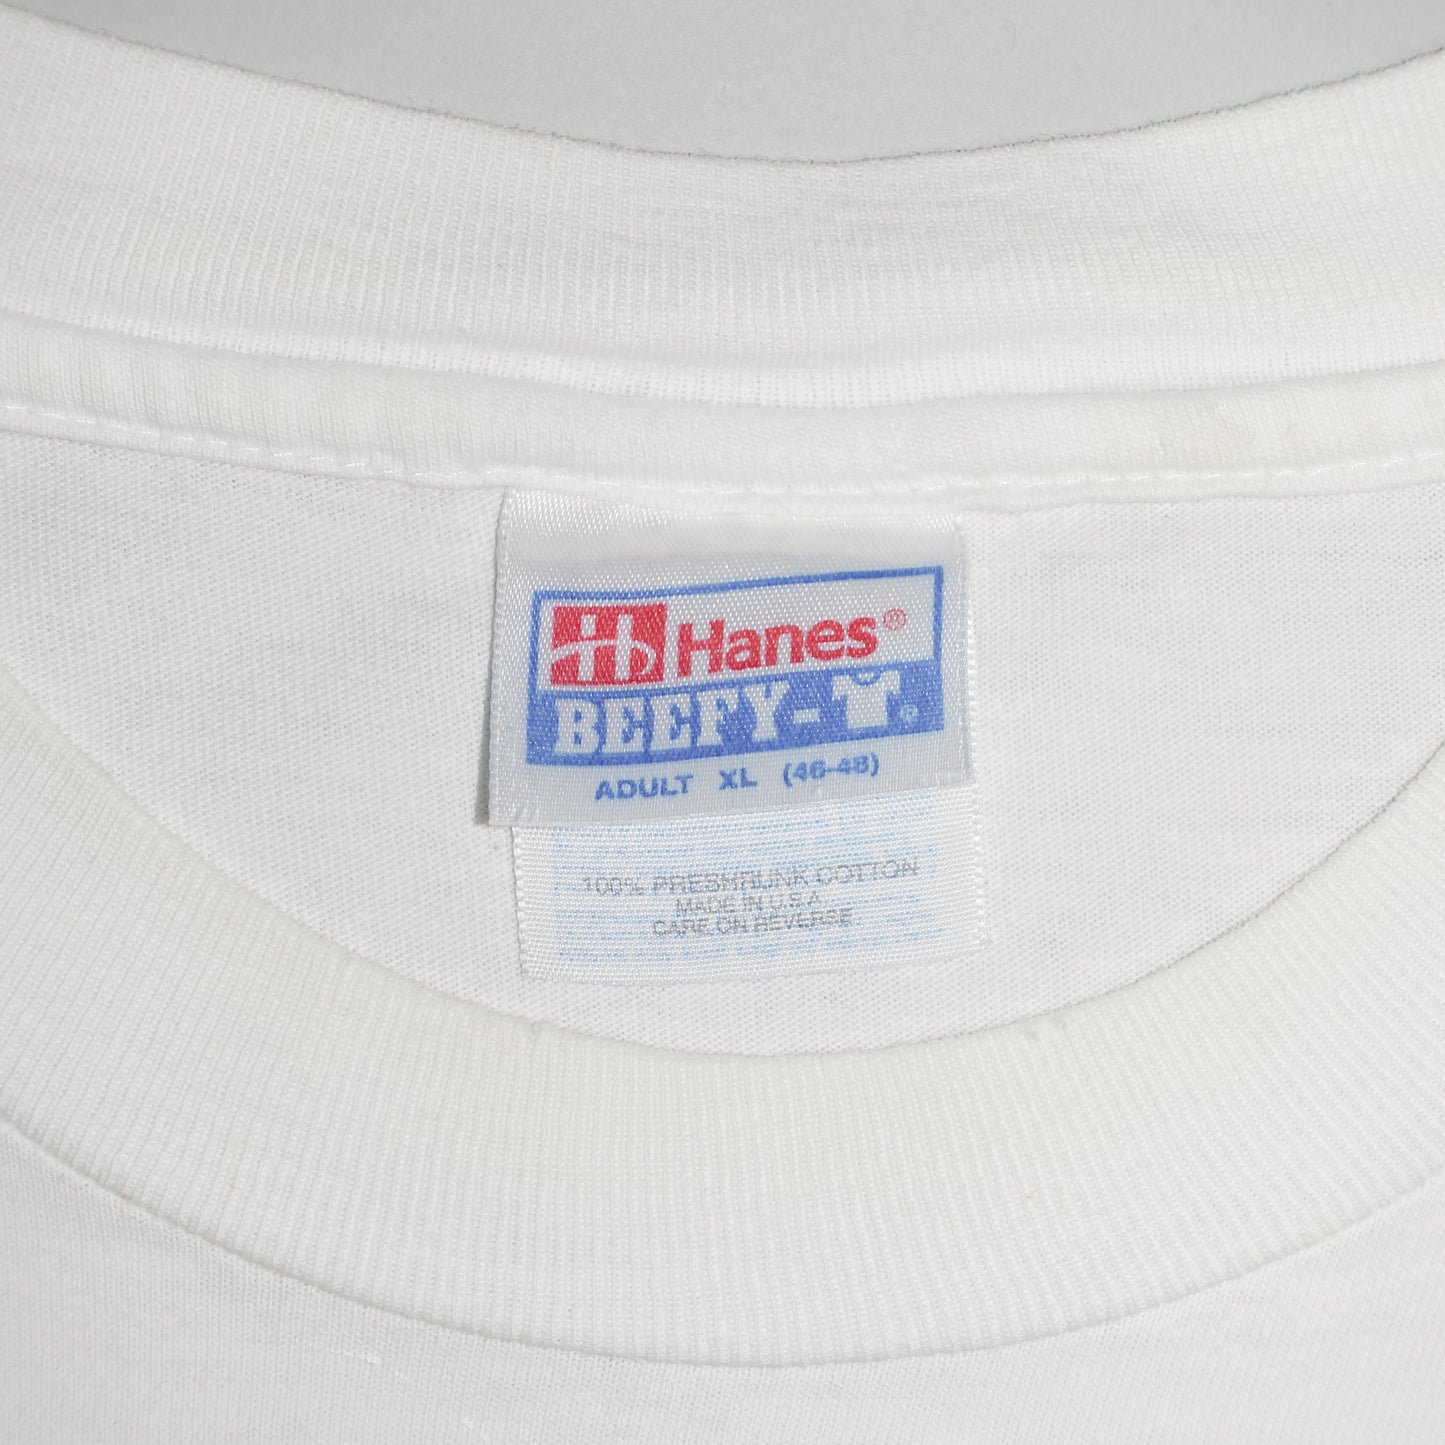 Hanes®
BEEFY-T®
ADULT XL (46-48)
100% PRESHRUNK COTTON
MADE IN U.S.A.
CARE ON REVERSE